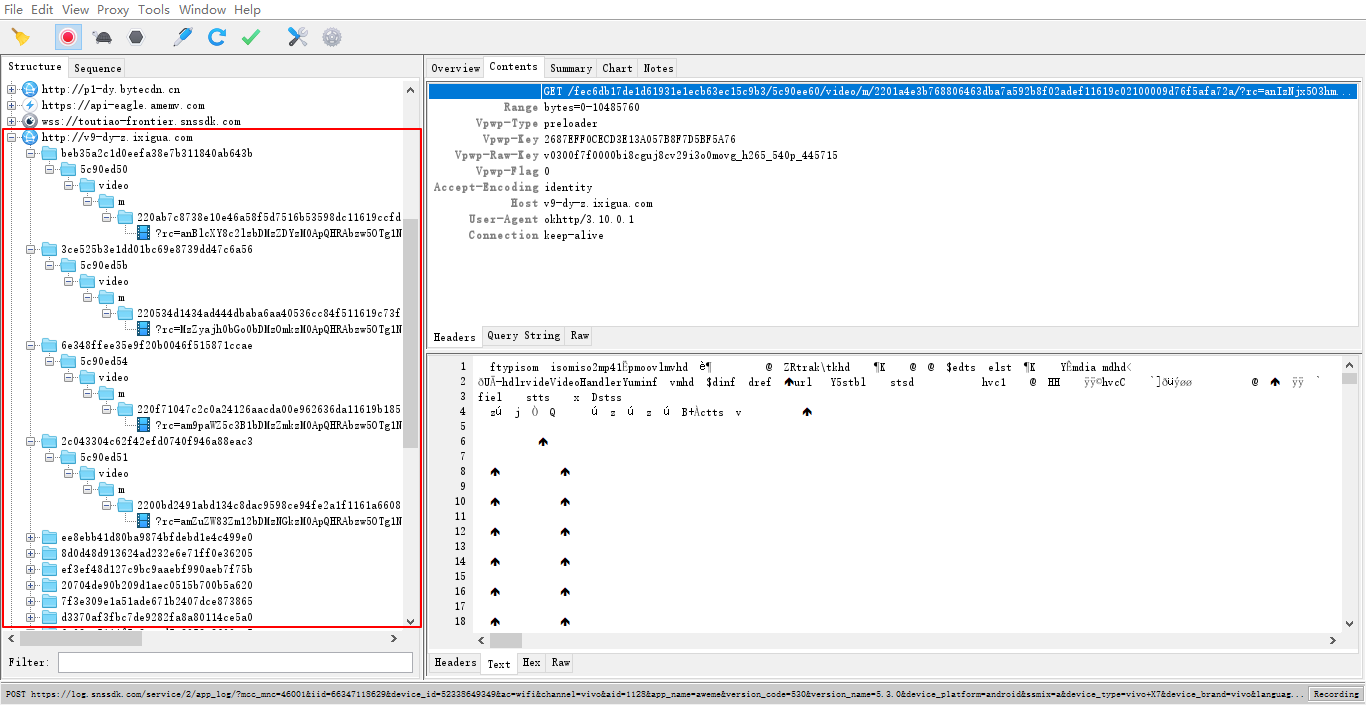 File Edit View Proxy Tools Window Help
Structure Sequence
http://p1-dy.bytecdn.cn
https://api-eagle.amemv.com
wss://toutiao-frontier.snssdk.com
http://v9-dy-z.ixigua.com
beb35a2c1d0eefa38e7b311840ab643b
5c90ed50
video
m
220ab7c8738e10e46a58f5d7516b53598dc11619ccfd
?rc=anBlcXY8c2lzbDMzZDYzM0ApQHRAbzw5OTg1N
3ce525b3e1dd01bc69e8739dd47c6a56
5c90ed5b
video
m
220534d1434ad444dbaba6aa40536cc84f511619c73f
?rc=MzZyajh0bGo0bDMzOmkzM0ApQHRAbzw5OTg1N
6e348ffee35e9f20b0046f515871ccae
5c90ed54
video
m
220f71047c2c0a24126aacda00e962636da11619b185
?rc=am9paWZ5c3B1bDMzZmkzM0ApQHRAbzw5OTg1N
2c043304c62f42efd0740f946a88eac3
5c90ed51
video
m
2200bd2491abd134c8dac9598ce94fe2a1f1161a6608
?rc=amZuZW83Zm12bDMzNGkzM0ApQHRAbzw5OTg1N
ee8ebb41d80ba9874bfdebd1e4c499e0
8d0d48d913624ad232e6e71ff0e36205
ef3ef48d127c9bc9aaebf990aeb7f75b
20704de90b209d1aec0515b700b5a620
7f3e309e1a51ade671b2407dce873865
d3370af3fbc7de9282fa8a80114ce5a0
Filter:
Overview Contents Summary Chart Notes
GET /fec6db17de1d61931e1ecb63ec15c9b3/5c90ee60/video/m/2201a4e3b768806463dba7a592b8f02adef11619c02100009d76f5afa72a/?rc=anIzNjx5O3hm...
Range bytes=0-10485760
Vpwp-Type preloader
Vpwp-Key 2687EFF0CECD3E13A057B8F7D5BF5A76
Vpwp-Raw-Key v0300f7f0000bi8cguj8cv29i3o0movg_h265_540p_445715
Vpwp-Flag 0
Accept-Encoding identity
Host v9-dy-z.ixigua.com
User-Agent okhttp/3.10.0.1
Connection keep-alive
Headers Query String Raw
1 ftypisom isomiso2mp41Ëpmoovlmvhd è¶ @ ZRtrak\tkhd ¶K @ @ $edts elst ¶K YÊmdia mdhd<
2 ðUÄ-hdlrvideVideoHandlerYuminf vmhd $dinf dref url Y5stbl stsd hvc1 @ HH ÿÿ©hvcC `]ðüýøø @ ÿÿ `
3 fiel stts x Dstss
4 zú j Ò Q ú z ú z ú B+Àctts v
5
6
7
8
9
10
11
12
13
14
15
16
17
18
Headers Text Hex Raw
POST https://log.snssdk.com/service/2/app_log/?mcc_mnc=46001&iid=66347118629&device_id=52338649349&ac=wifi&channel=vivo&aid=1128&app_name=aweme&version_code=530&version_name=5.3.0&device_platform=android&ssmix=a&device_type=vivo+X7&device_brand=vivo&languag... Recording